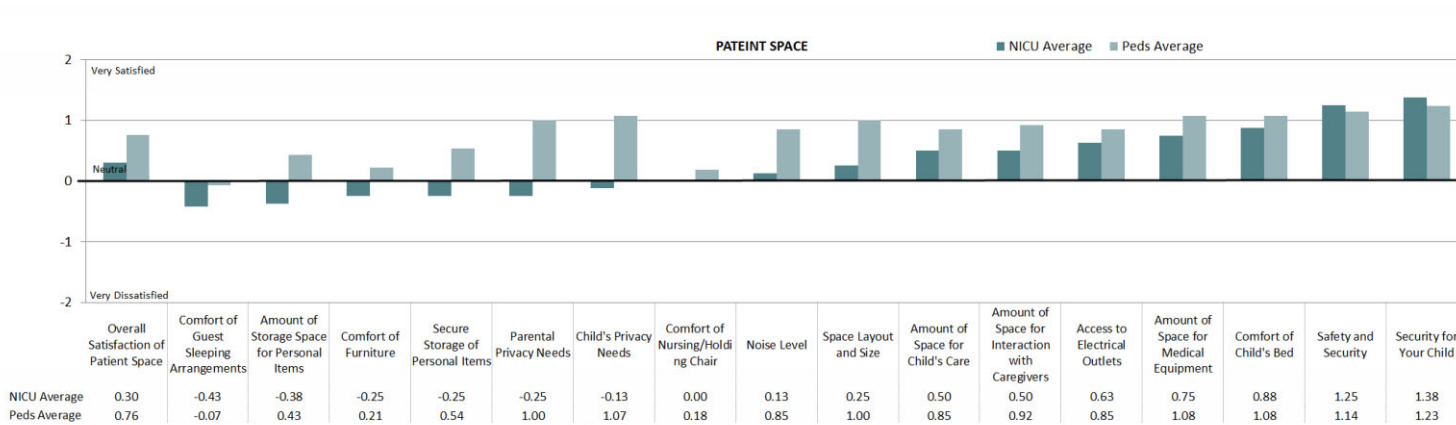 PATEINT SPACE
NICU Average Peds Average
2
Very Satisfied
1
Neutral
0
-1
Very Dissatisfied
-2
Overall
Satisfaction of
Patient Space
Comfort of
Guest
Sleeping
Arrangements
Amount of
Storage Space
for Personal
Items
Comfort of
Furniture
Secure
Storage of
Personal Items
Parental
Privacy Needs
Child's Privacy
Needs
Comfort of
Nursing/Holdi
ng Chair
Noise Level
Space Layout
and Size
Amount of
Space for
Child's Care
Amount of
Space for
Interaction
with
Caregivers
Access to
Electrical
Outlets
Amount of
Space for
Medical
Equipment
Comfort of
Child's Bed
Safety and
Security
Security for
Your Child
NICU Average 0.30 -0.43 -0.38 -0.25 -0.25 -0.25 -0.13 0.00 0.13 0.25 0.50 0.50 0.63 0.75 0.88 1.25 1.38
Peds Average 0.76 -0.07 0.43 0.21 0.54 1.00 1.07 0.18 0.85 1.00 0.85 0.92 0.85 1.08 1.08 1.14 1.23